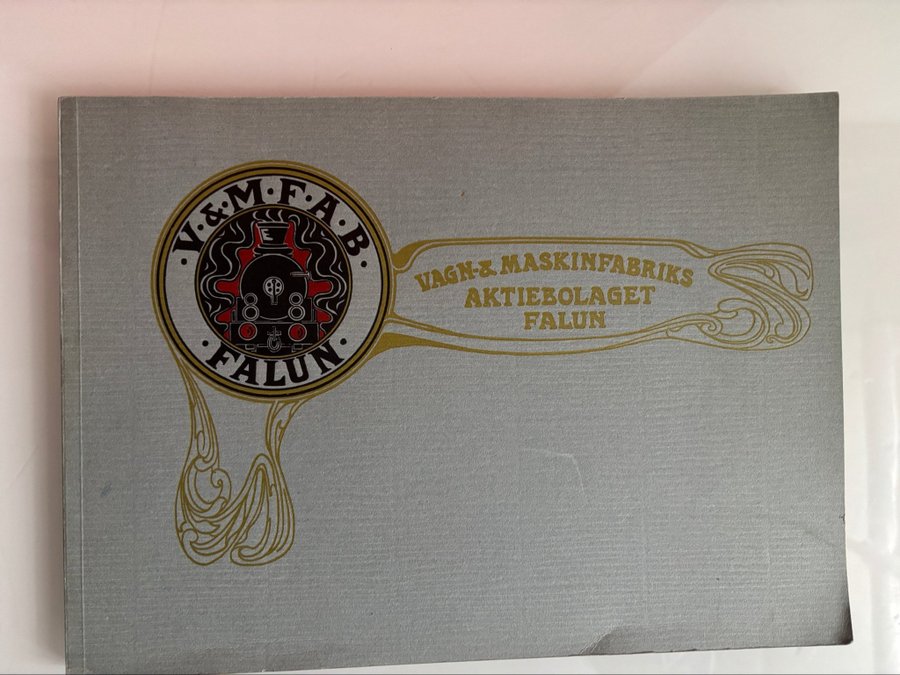 ·V·&·M·F·A·B·
·FALUN·
VAGN-& MASKINFABRIKS
AKTIEBOLAGET
FALUN